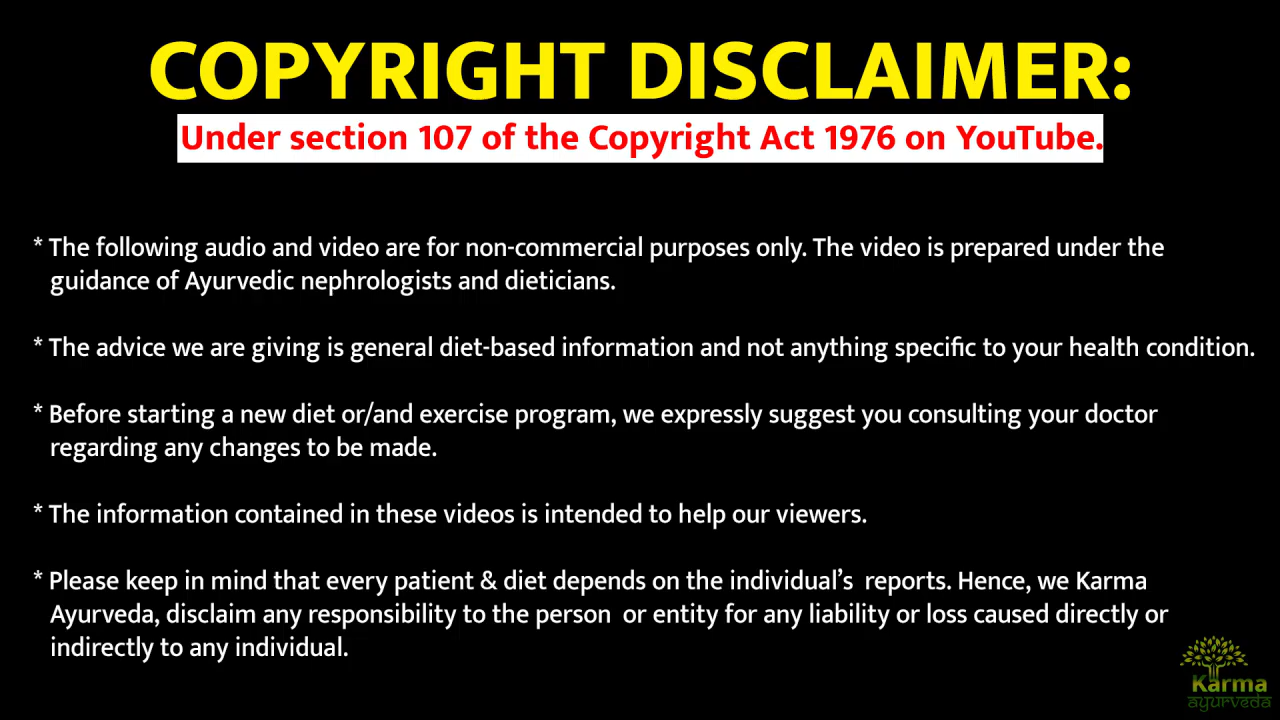 COPYRIGHT DISCLAIMER:
Under section 107 of the Copyright Act 1976 on YouTube.
* The following audio and video are for non-commercial purposes only. The video is prepared under the
guidance of Ayurvedic nephrologists and dieticians.
* The advice we are giving is general diet-based information and not anything specific to your health condition.
* Before starting a new diet or/and exercise program, we expressly suggest you consulting your doctor
regarding any changes to be made.
* The information contained in these videos is intended to help our viewers.
* Please keep in mind that every patient & diet depends on the individual’s  reports. Hence, we Karma
Ayurveda, disclaim any responsibility to the person  or entity for any liability or loss caused directly or
indirectly to any individual.
Karma
ayurveda